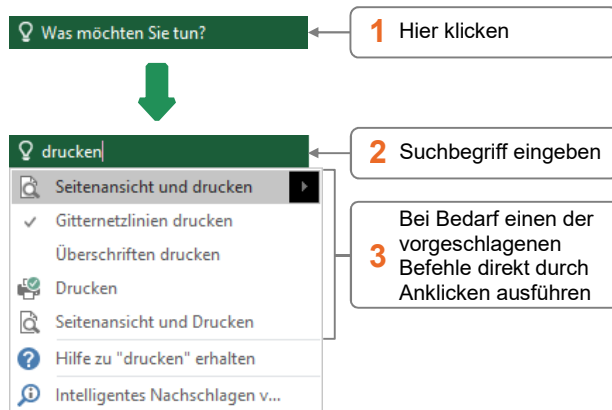 Was möchten Sie tun?
1 Hier klicken
drucken
2 Suchbegriff eingeben
Seitenansicht und drucken
Gitternetzlinien drucken
Überschriften drucken
Drucken
Seitenansicht und Drucken
Hilfe zu "drucken" erhalten
Intelligentes Nachschlagen v...
3 Bei Bedarf einen der
vorgeschlagenen
Befehle direkt durch
Anklicken ausführen